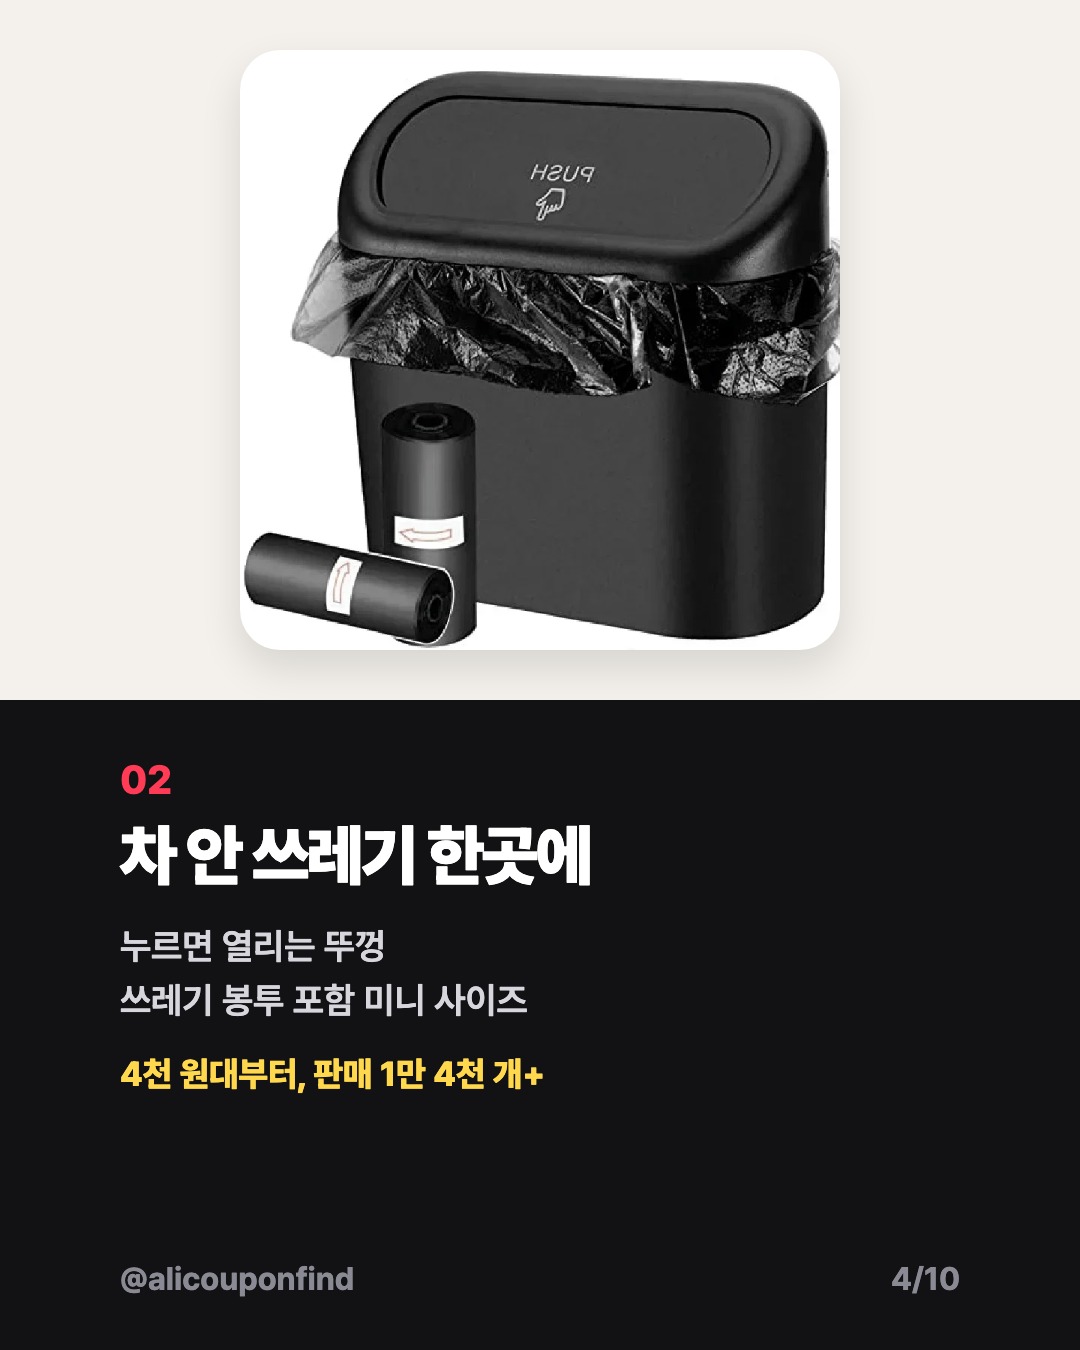 PUSH
02
차 안 쓰레기 한곳에
누르면 열리는 뚜껑
쓰레기 봉투 포함 미니 사이즈
4천 원대부터, 판매 1만 4천 개+
@alicouponfind
4/10